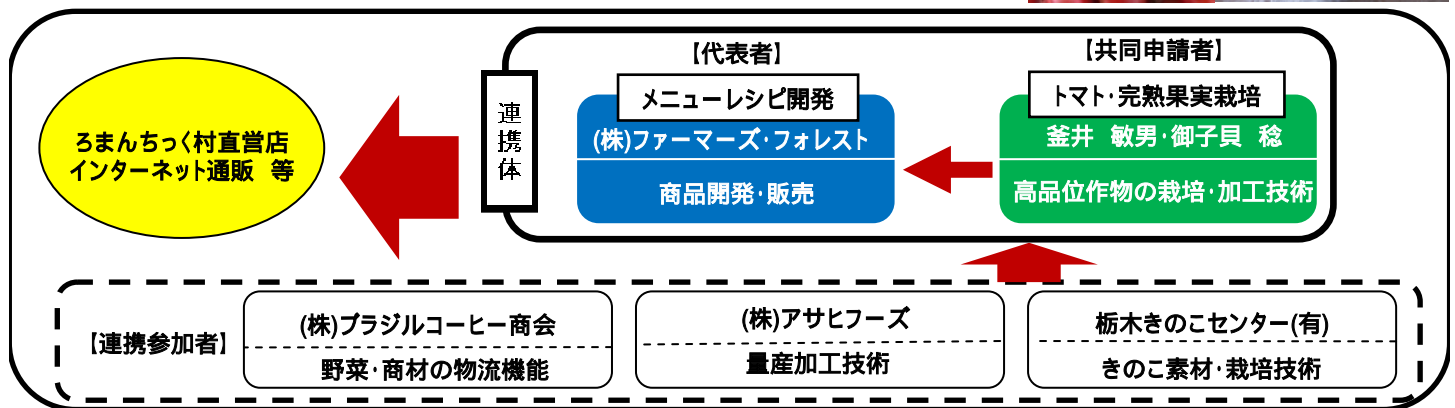 【代表者】
【共同申請者】
連携体
メニューレシピ開発
(株)ファーマーズ・フォレスト
商品開発・販売
トマト・完熟果実栽培
釜井　敏男・御子貝　稔
高品位作物の栽培・加工技術
ろまんちっく村直営店
インターネット通販　等
【連携参加者】
(株)ブラジルコーヒー商会
野菜・商材の物流機能
(株)アサヒフーズ
量産加工技術
栃木きのこセンター(有)
きのこ素材・栽培技術